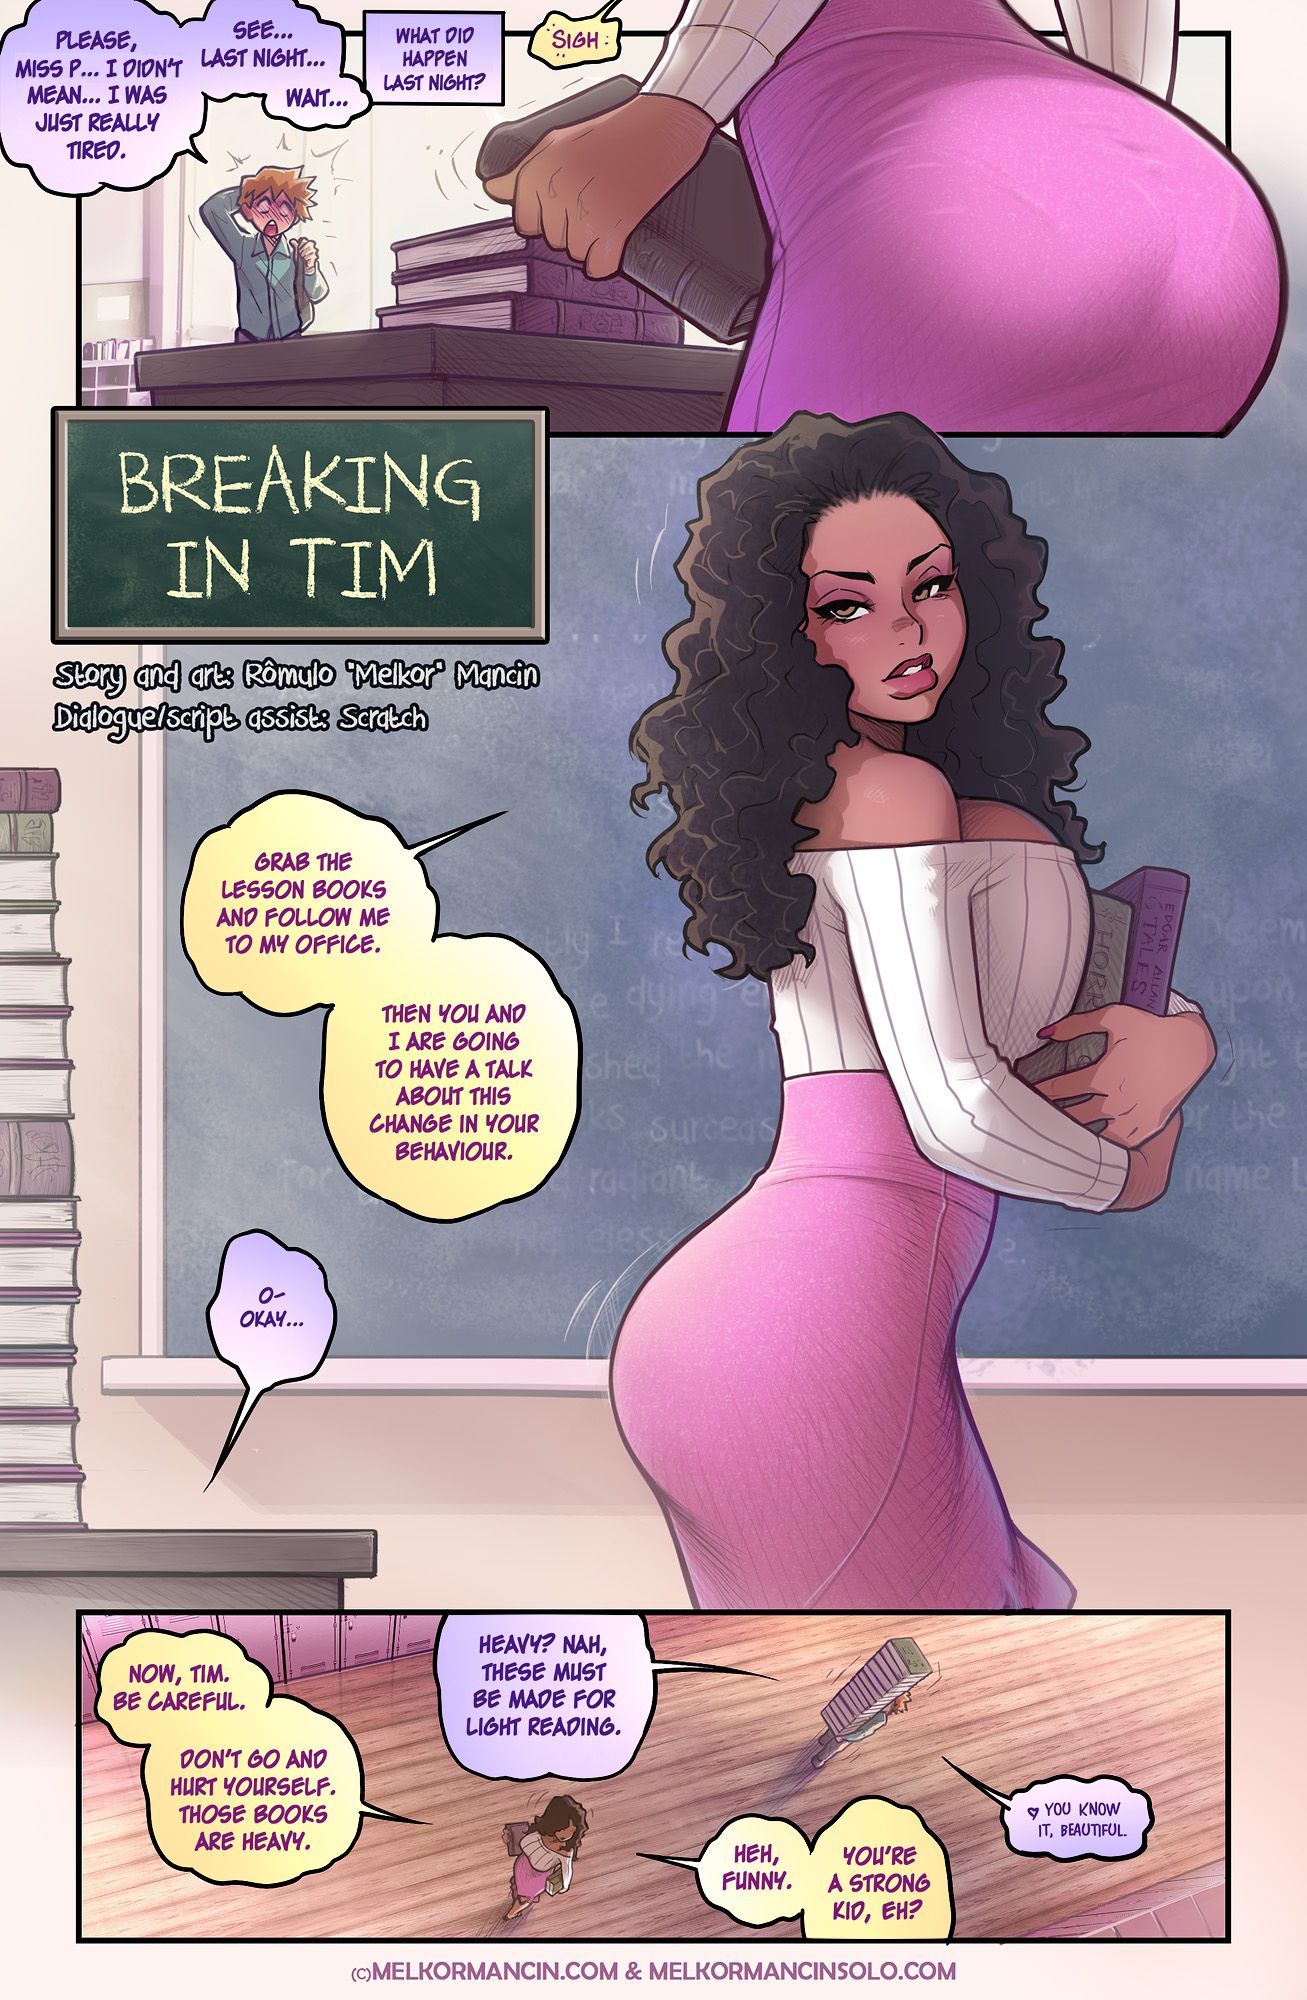 PLEASE,
MISS P... I DIDN'T
MEAN... I WAS
JUST REALLY
TIRED.
SEE...
LAST NIGHT...
WAIT...
WHAT DID
HAPPEN
LAST NIGHT?
SIGH
BREAKING
IN TIM
Story and art: Rômulo "Melkor" Mancin
Dialogue/script assist: Scratch
GRAB THE
LESSON BOOKS
AND FOLLOW ME
TO MY OFFICE.
THEN YOU AND
I ARE GOING
TO HAVE A TALK
ABOUT THIS
CHANGE IN YOUR
BEHAVIOUR.
EDGAR ALLAN
TALES
HORR
dying e
radiant
name L
O-
OKAY...
NOW, TIM.
BE CAREFUL.
DON'T GO AND
HURT YOURSELF.
THOSE BOOKS
ARE HEAVY.
HEAVY? NAH,
THESE MUST
BE MADE FOR
LIGHT READING.
HEH,
FUNNY.
YOU'RE
A STRONG
KID, EH?
♥ YOU KNOW
IT, BEAUTIFUL.
(C)MELKORMANCIN.COM & MELKORMANCINSOLO.COM